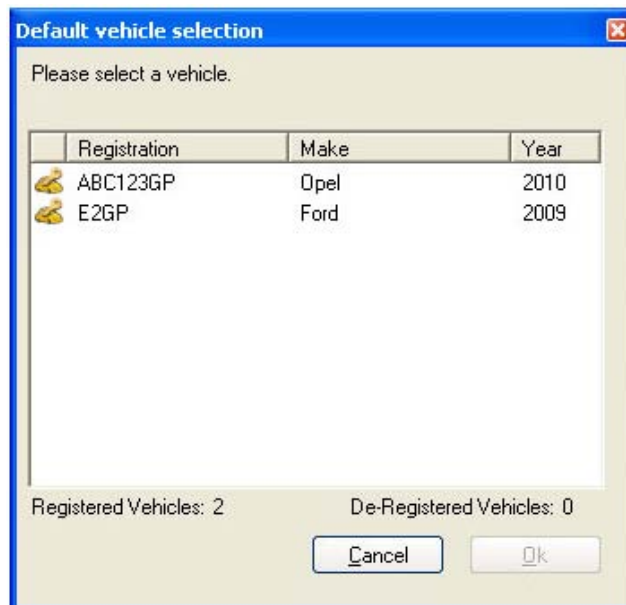 Default vehicle selection
Please select a vehicle.
Registration Make Year
ABC123GP Opel 2010
E2GP Ford 2009
Registered Vehicles: 2 De-Registered Vehicles: 0
Cancel Ok